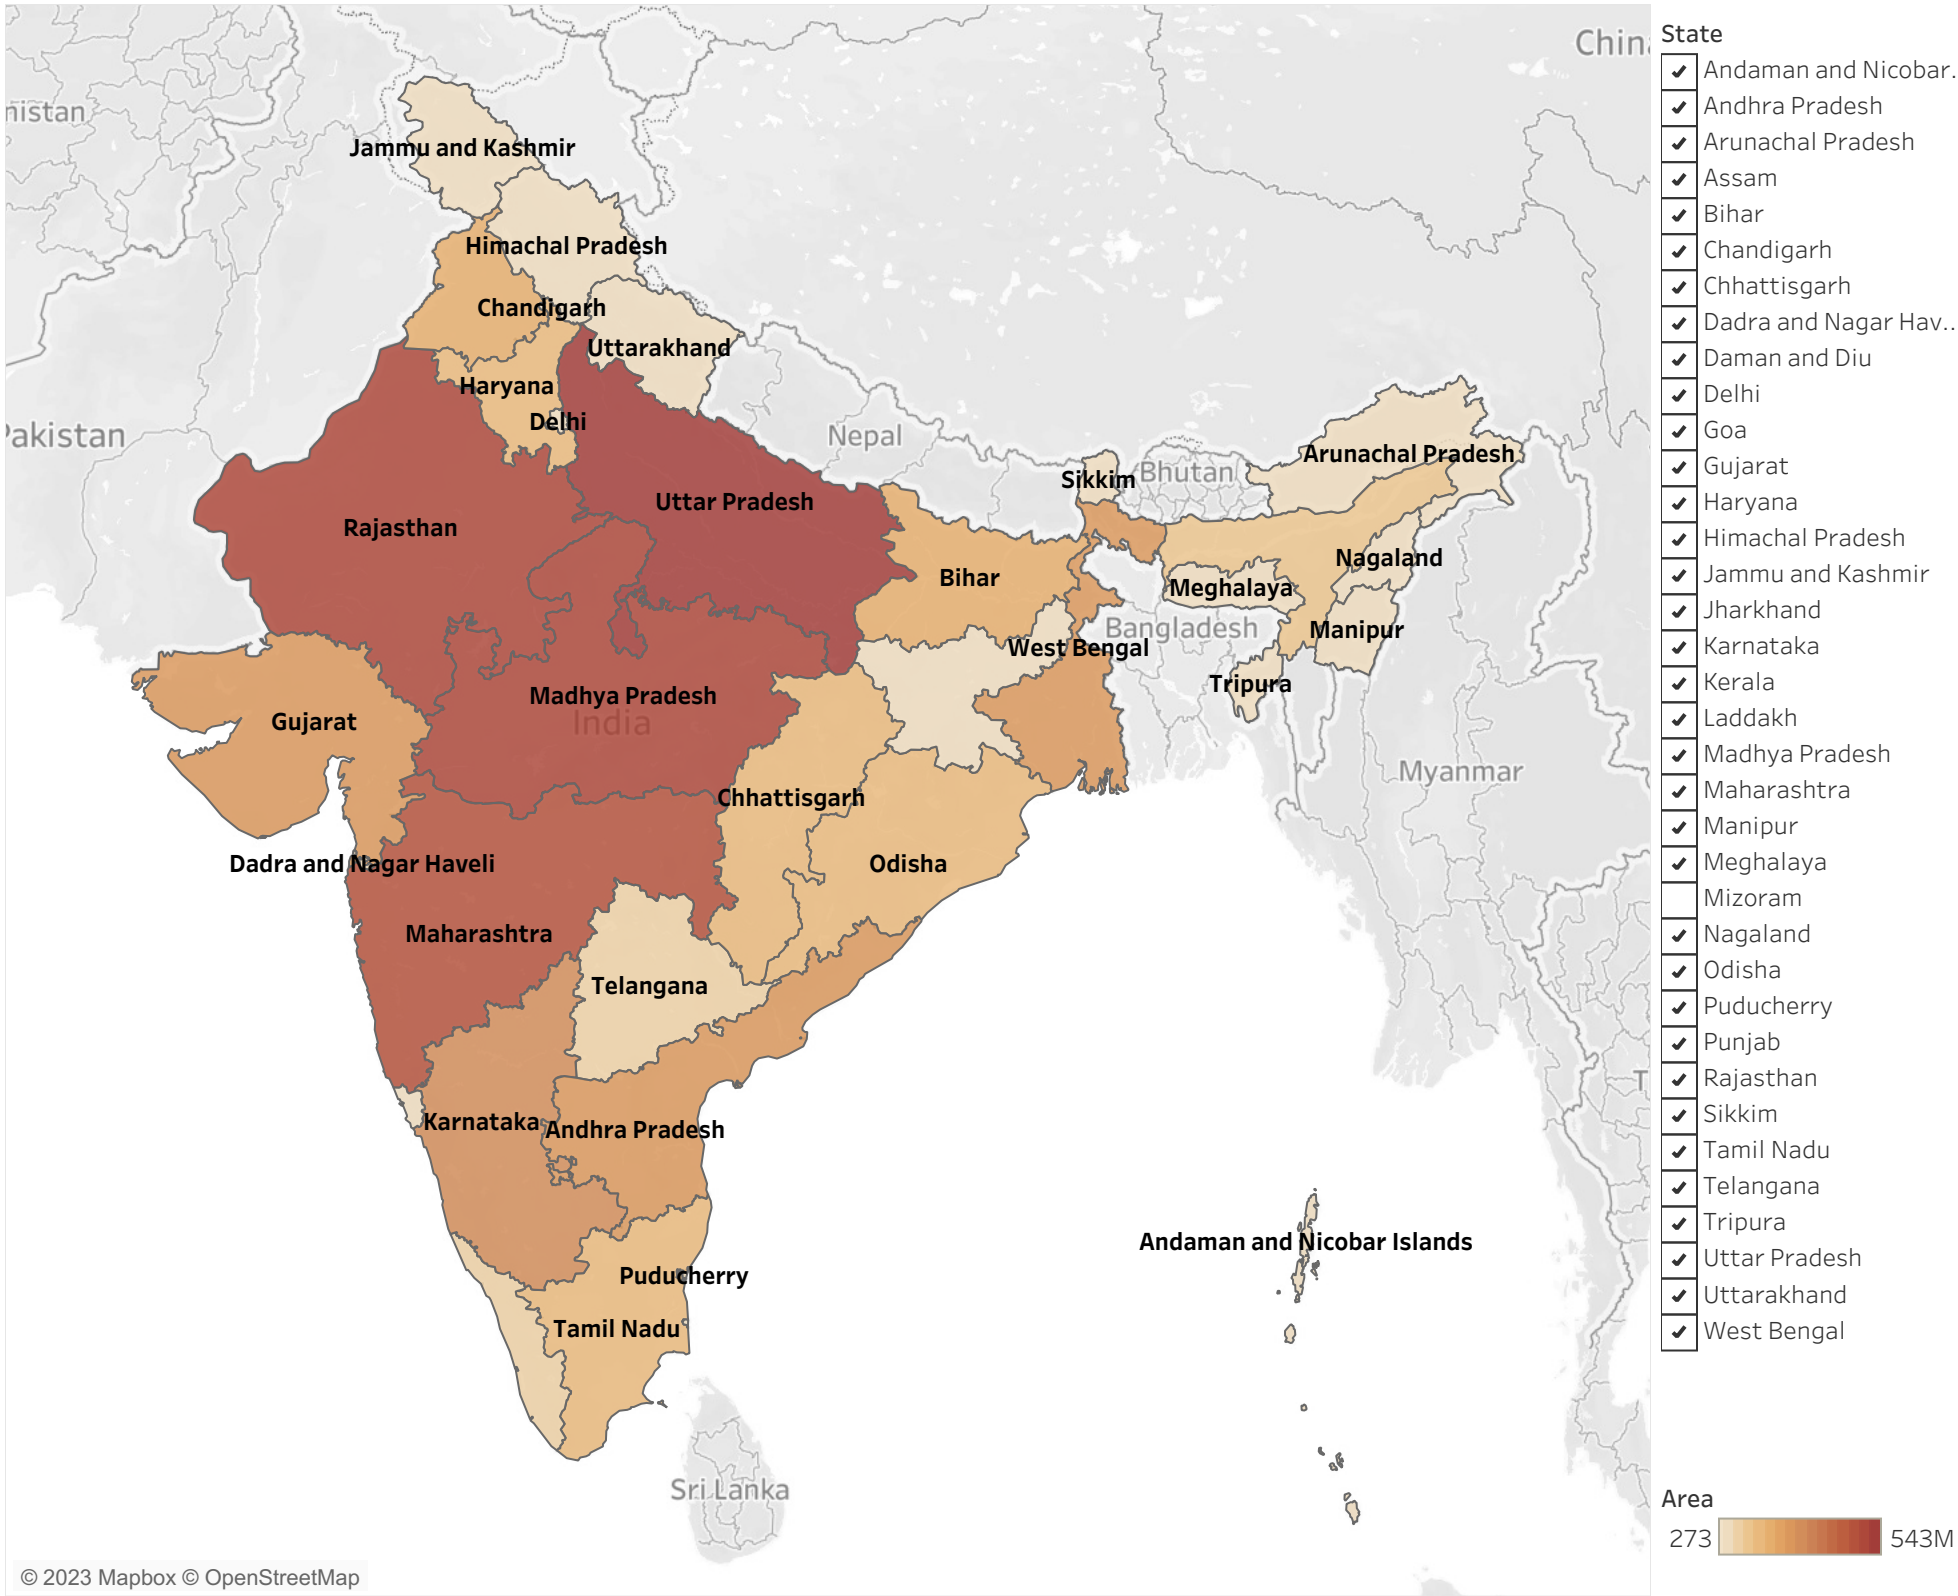 China
nistan
Jammu and Kashmir
Himachal Pradesh
Chandigarh
Uttarakhand
Haryana
Delhi
Pakistan
Nepal
Sikkim
Bhutan
Arunachal Pradesh
Uttar Pradesh
Rajasthan
Nagaland
Bihar
Meghalaya
Bangladesh
Manipur
West Bengal
Tripura
Madhya Pradesh
India
Gujarat
Myanmar
Chhattisgarh
Dadra and Nagar Haveli
Odisha
Maharashtra
Telangana
T
Karnataka
Andhra Pradesh
Andaman and Nicobar Islands
Puducherry
Tamil Nadu
Sri Lanka
© 2023 Mapbox © OpenStreetMap
State
Andaman and Nicobar.
Andhra Pradesh
Arunachal Pradesh
Assam
Bihar
Chandigarh
Chhattisgarh
Dadra and Nagar Hav..
Daman and Diu
Delhi
Goa
Gujarat
Haryana
Himachal Pradesh
Jammu and Kashmir
Jharkhand
Karnataka
Kerala
Laddakh
Madhya Pradesh
Maharashtra
Manipur
Meghalaya
Mizoram
Nagaland
Odisha
Puducherry
Punjab
Rajasthan
Sikkim
Tamil Nadu
Telangana
Tripura
Uttar Pradesh
Uttarakhand
West Bengal
Area
273 543M